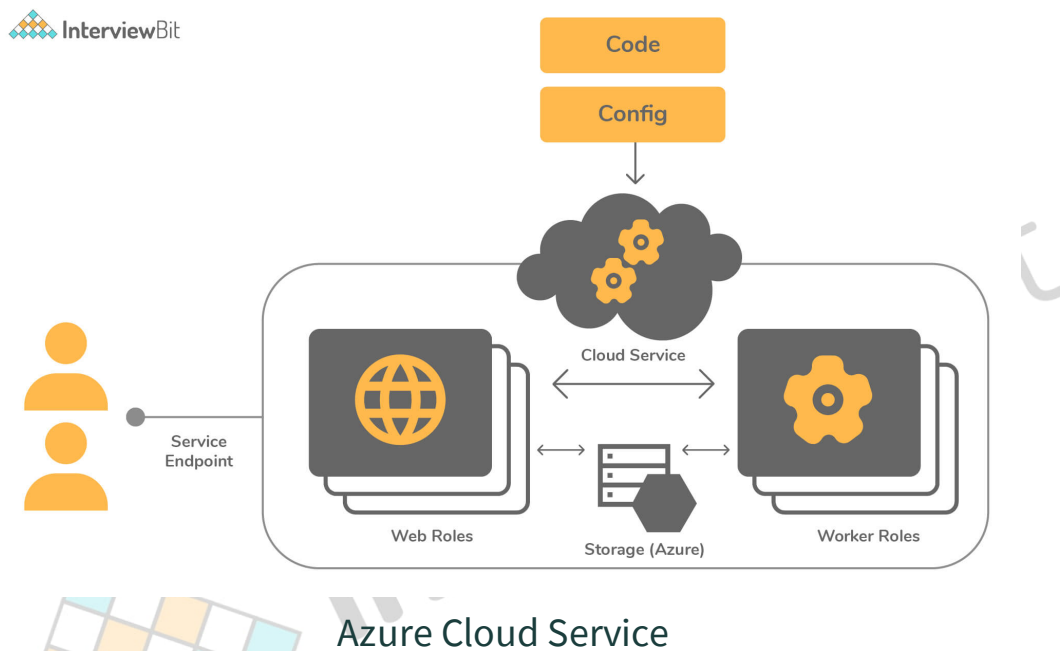 InterviewBit
Code
Config
Cloud Service
Service
Endpoint
Web Roles
Storage (Azure)
Worker Roles
Azure Cloud Service